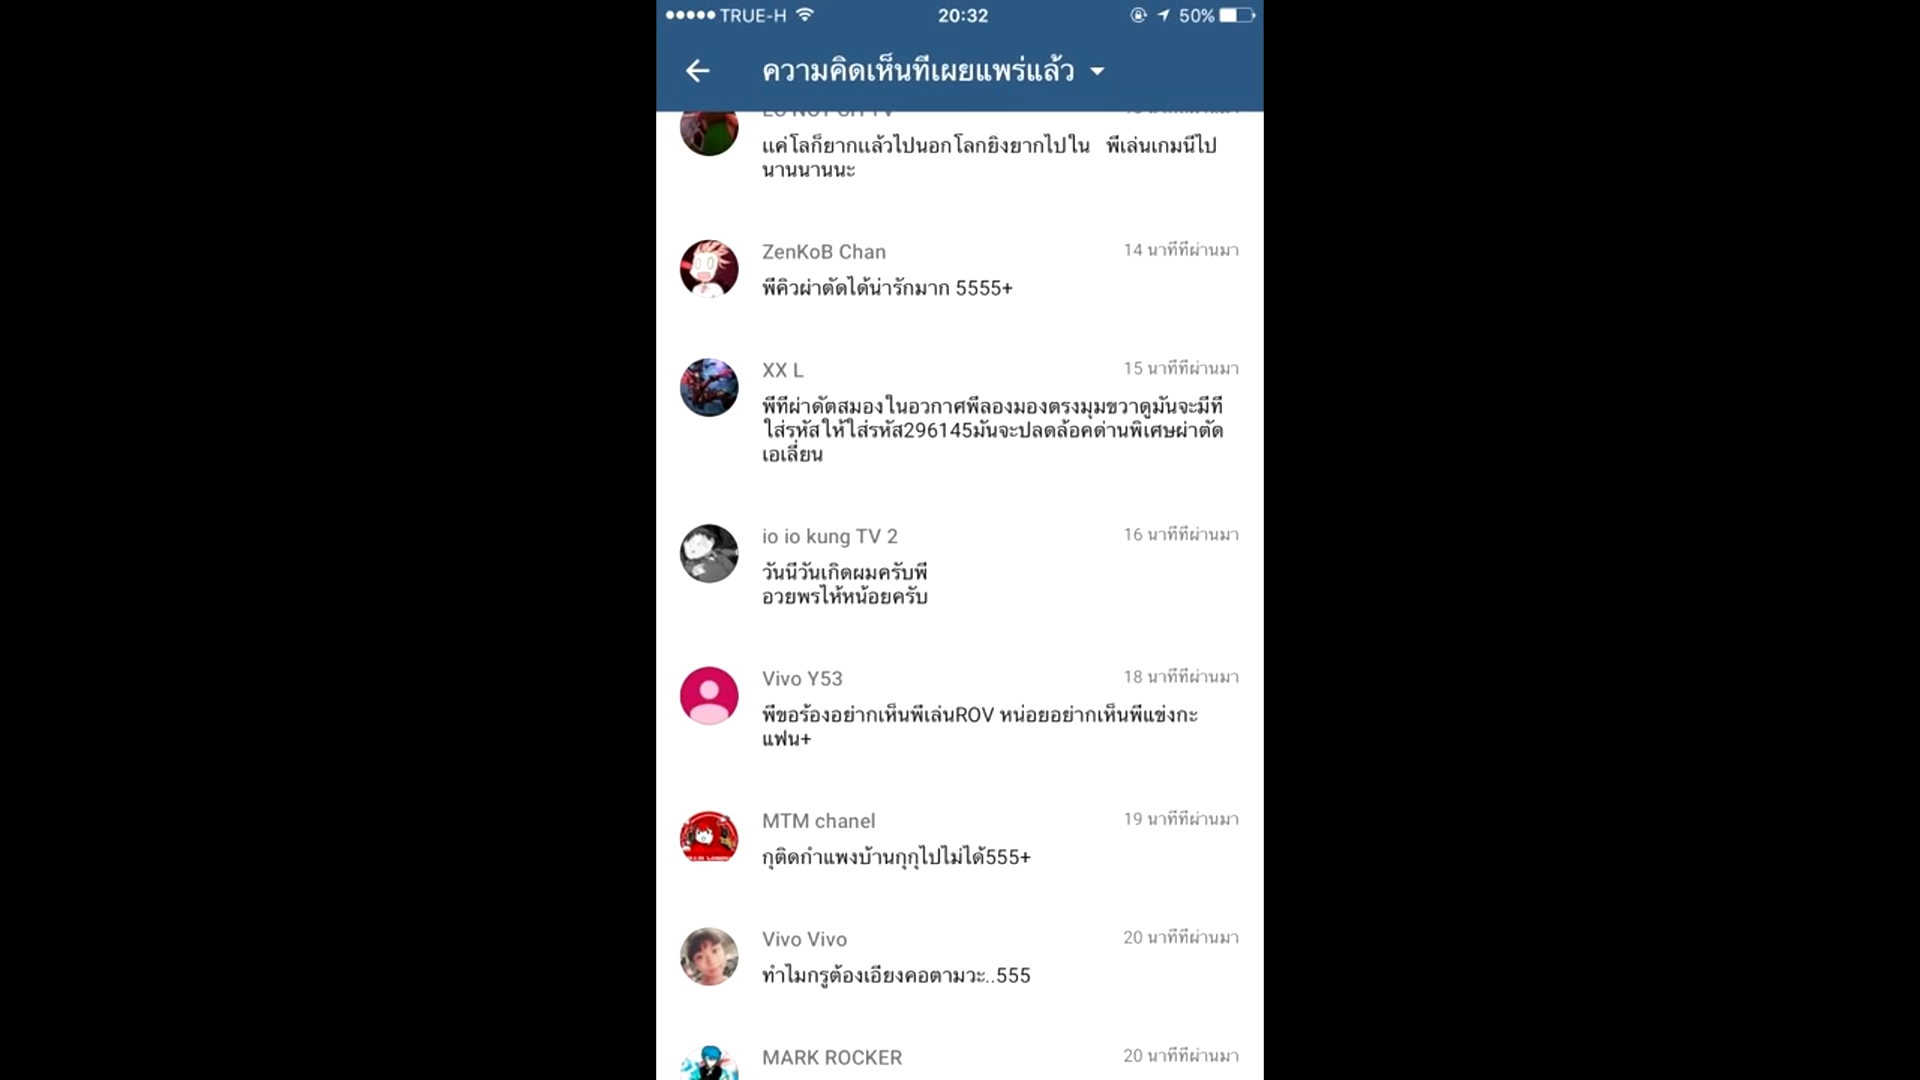 TRUE-H
20:32
50%
ความคิดเห็นที่เผยแพร่แล้ว
แค่โลก็ยากแล้วไปนอกโลกยิ่งยากไปใน พี่เล่นเกมนี้ไป
นานนานนะ
ZenKoB Chan
14 นาทีที่ผ่านมา
พี่คิวผ่าตัดได้น่ารักมาก 5555+
XX L
15 นาทีที่ผ่านมา
พี่ที่ผ่าดัตสมองในอวกาศพี่ลองมองตรงมุมขวาดูมันจะมีที่
ใส่รหัสให้ใส่รหัส296145มันจะปลดล้อคด่านพิเศษผ่าตัด
เอเลี่ยน
io io kung TV 2
16 นาทีที่ผ่านมา
วันนี้วันเกิดผมครับพี่
อวยพรไห้หน้อยครับ
Vivo Y53
18 นาทีที่ผ่านมา
พี่ขอร้องอย่ากเห็นพี่เล่นROV หน่อยอย่ากเห็นพี่แข่งกะ
แฟน+
MTM chanel
19 นาทีที่ผ่านมา
กุติดกำแพงบ้านกุกุไปไม่ได้555+
Vivo Vivo
20 นาทีที่ผ่านมา
ทำไมกรูต้องเอียงคอตามวะ..555
MARK ROCKER
20 นาทีที่ผ่านมา